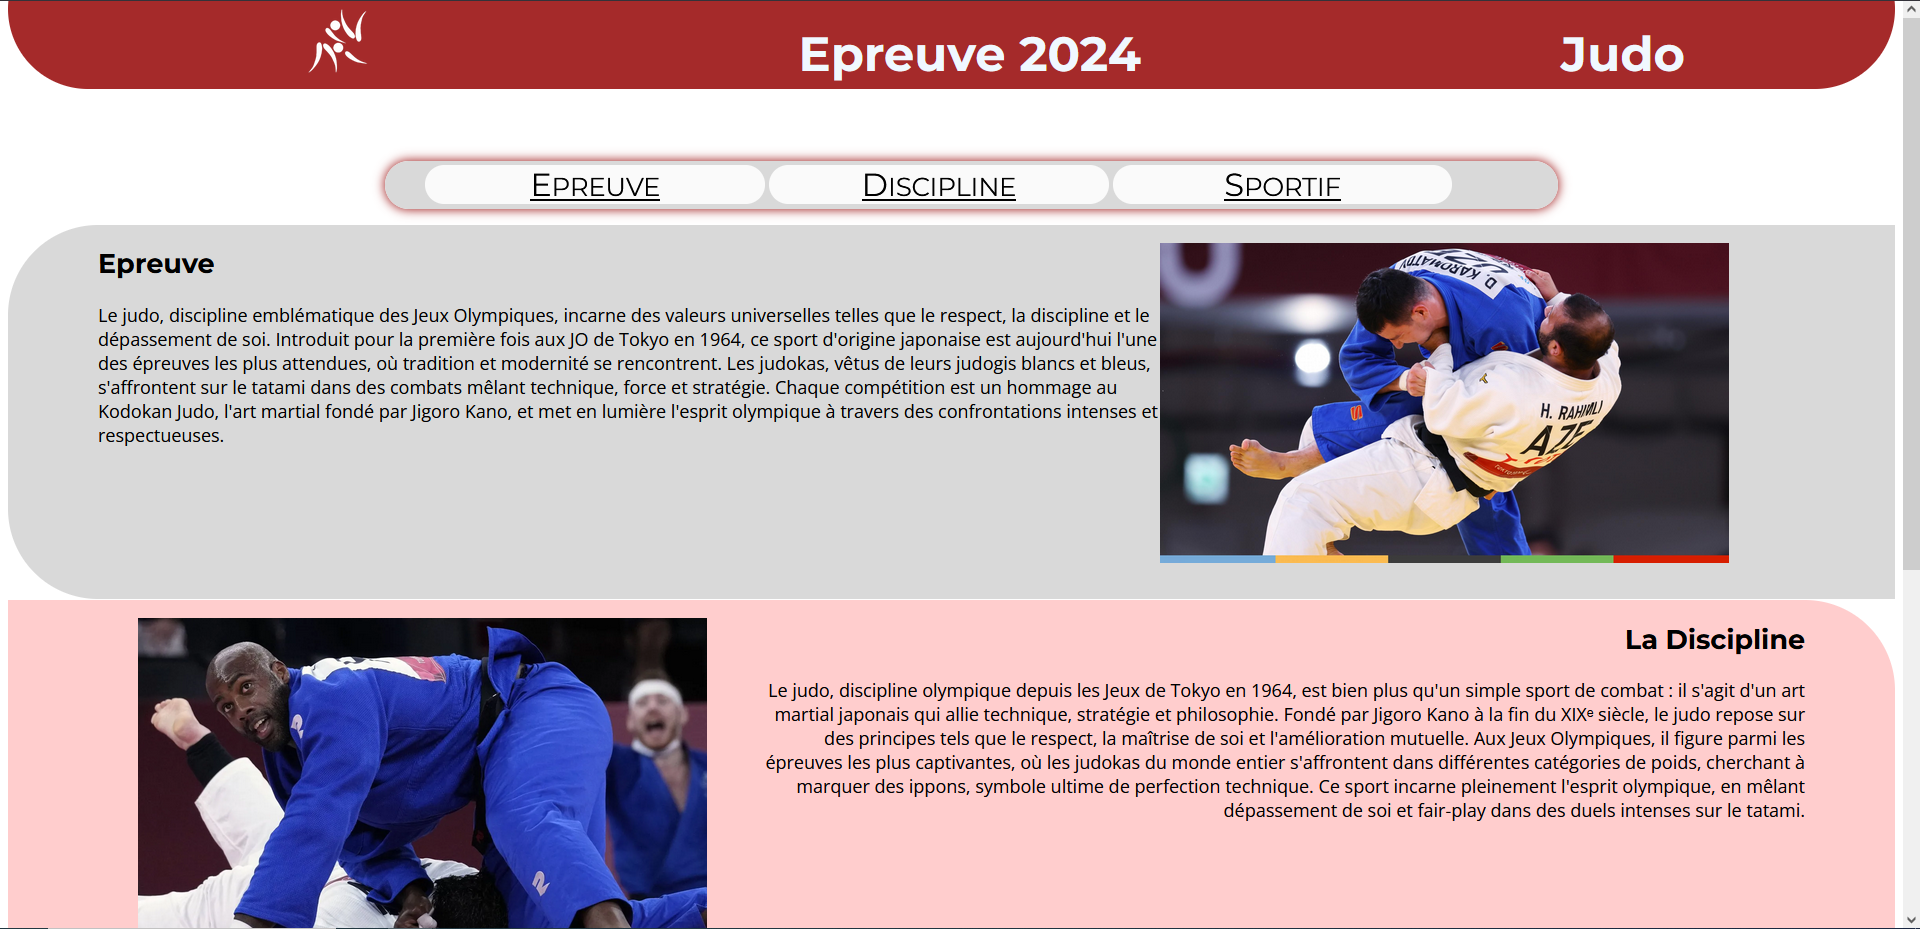 Epreuve 2024
Judo
Epreuve
Discipline
Sportif
Epreuve
Le judo, discipline emblématique des Jeux Olympiques, incarne des valeurs universelles telles que le respect, la discipline et le
dépassement de soi. Introduit pour la première fois aux JO de Tokyo en 1964, ce sport d'origine japonaise est aujourd'hui l'une
des épreuves les plus attendues, où tradition et modernité se rencontrent. Les judokas, vêtus de leurs judogis blancs et bleus,
s'affrontent sur le tatami dans des combats mêlant technique, force et stratégie. Chaque compétition est un hommage au
Kodokan Judo, l'art martial fondé par Jigoro Kano, et met en lumière l'esprit olympique à travers des confrontations intenses et
respectueuses.
D. KAROMATOV
UZB
H. RAHIMLI
AZE
La Discipline
Le judo, discipline olympique depuis les Jeux de Tokyo en 1964, est bien plus qu'un simple sport de combat : il s'agit d'un art
martial japonais qui allie technique, stratégie et philosophie. Fondé par Jigoro Kano à la fin du XIXᵉ siècle, le judo repose sur
des principes tels que le respect, la maîtrise de soi et l'amélioration mutuelle. Aux Jeux Olympiques, il figure parmi les
épreuves les plus captivantes, où les judokas du monde entier s'affrontent dans différentes catégories de poids, cherchant à
marquer des ippons, symbole ultime de perfection technique. Ce sport incarne pleinement l'esprit olympique, en mêlant
dépassement de soi et fair-play dans des duels intenses sur le tatami.